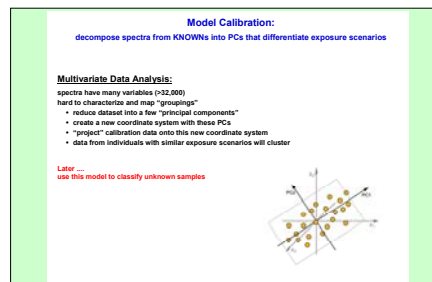 Model Calibration:
decompose spectra from KNOWNs into PCs that differentiate exposure scenarios
Multivariate Data Analysis:
spectra have many variables (>32,000)
hard to characterize and map “groupings”
• reduce dataset into a few “principal components”
• create a new coordinate system with these PCs
• “project” calibration data onto this new coordinate system
• data from individuals with similar exposure scenarios will cluster
Later ....
use this model to classify unknown samples
PC2
PC1